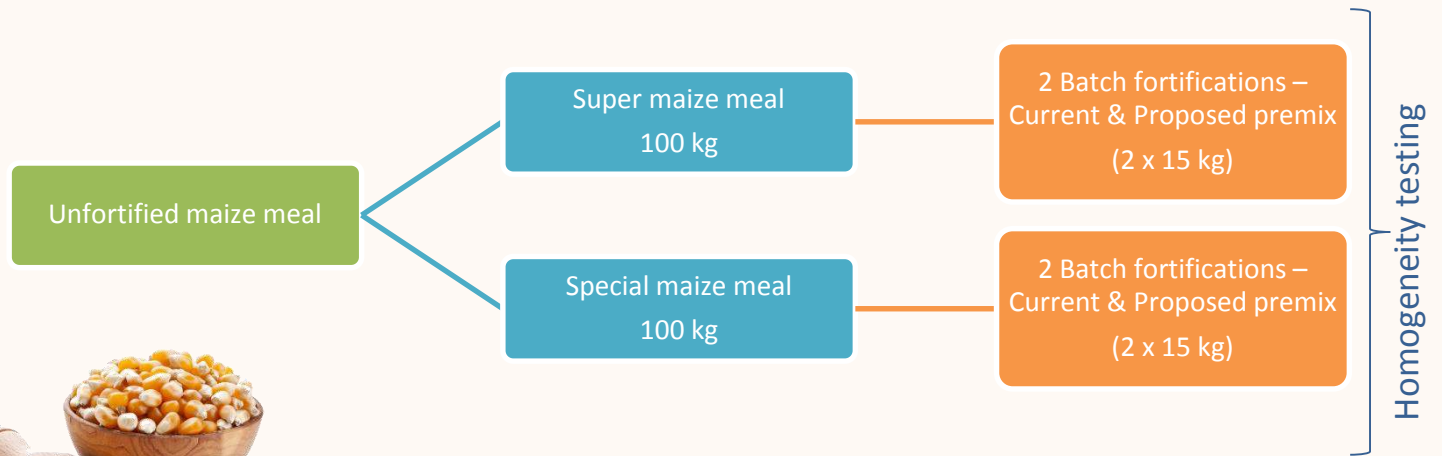 Unfortified maize meal
Super maize meal
100 kg
Special maize meal
100 kg
2 Batch fortifications –
Current & Proposed premix
(2 x 15 kg)
2 Batch fortifications –
Current & Proposed premix
(2 x 15 kg)
Homogeneity testing